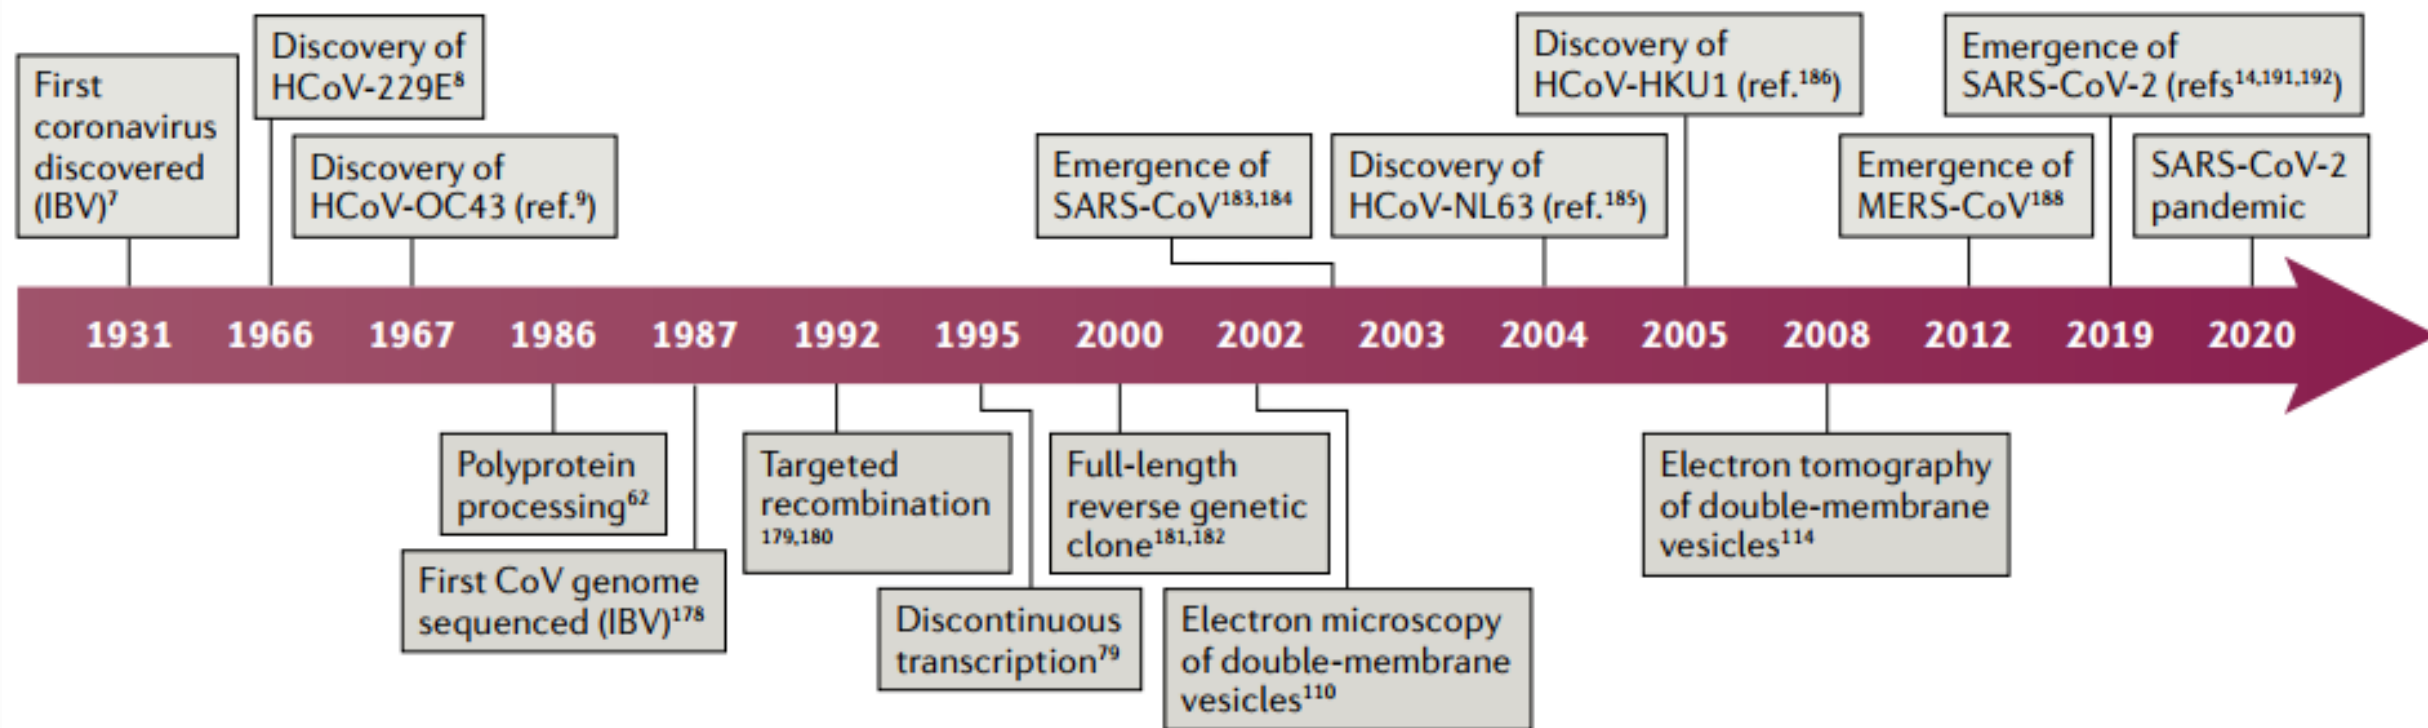 First
coronavirus
discovered
(IBV)⁷
Discovery of
HCoV-229E⁸
Discovery of
HCoV-OC43 (ref.⁹)
Emergence of
SARS-CoV¹⁸³,¹⁸⁴
Discovery of
HCoV-NL63 (ref.¹⁸⁵)
Discovery of
HCoV-HKU1 (ref.¹⁸⁶)
Emergence of
MERS-CoV¹⁸⁸
Emergence of
SARS-CoV-2 (refs¹⁴,¹⁹¹,¹⁹²)
SARS-CoV-2
pandemic
1931 1966 1967 1986 1987 1992 1995 2000 2002 2003 2004 2005 2008 2012 2019 2020
Polyprotein
processing⁶²
First CoV genome
sequenced (IBV)¹⁷⁸
Targeted
recombination
¹⁷⁹,¹⁸⁰
Discontinuous
transcription⁷⁹
Full-length
reverse genetic
clone¹⁸¹,¹⁸²
Electron microscopy
of double-membrane
vesicles¹¹⁰
Electron tomography
of double-membrane
vesicles¹¹⁴